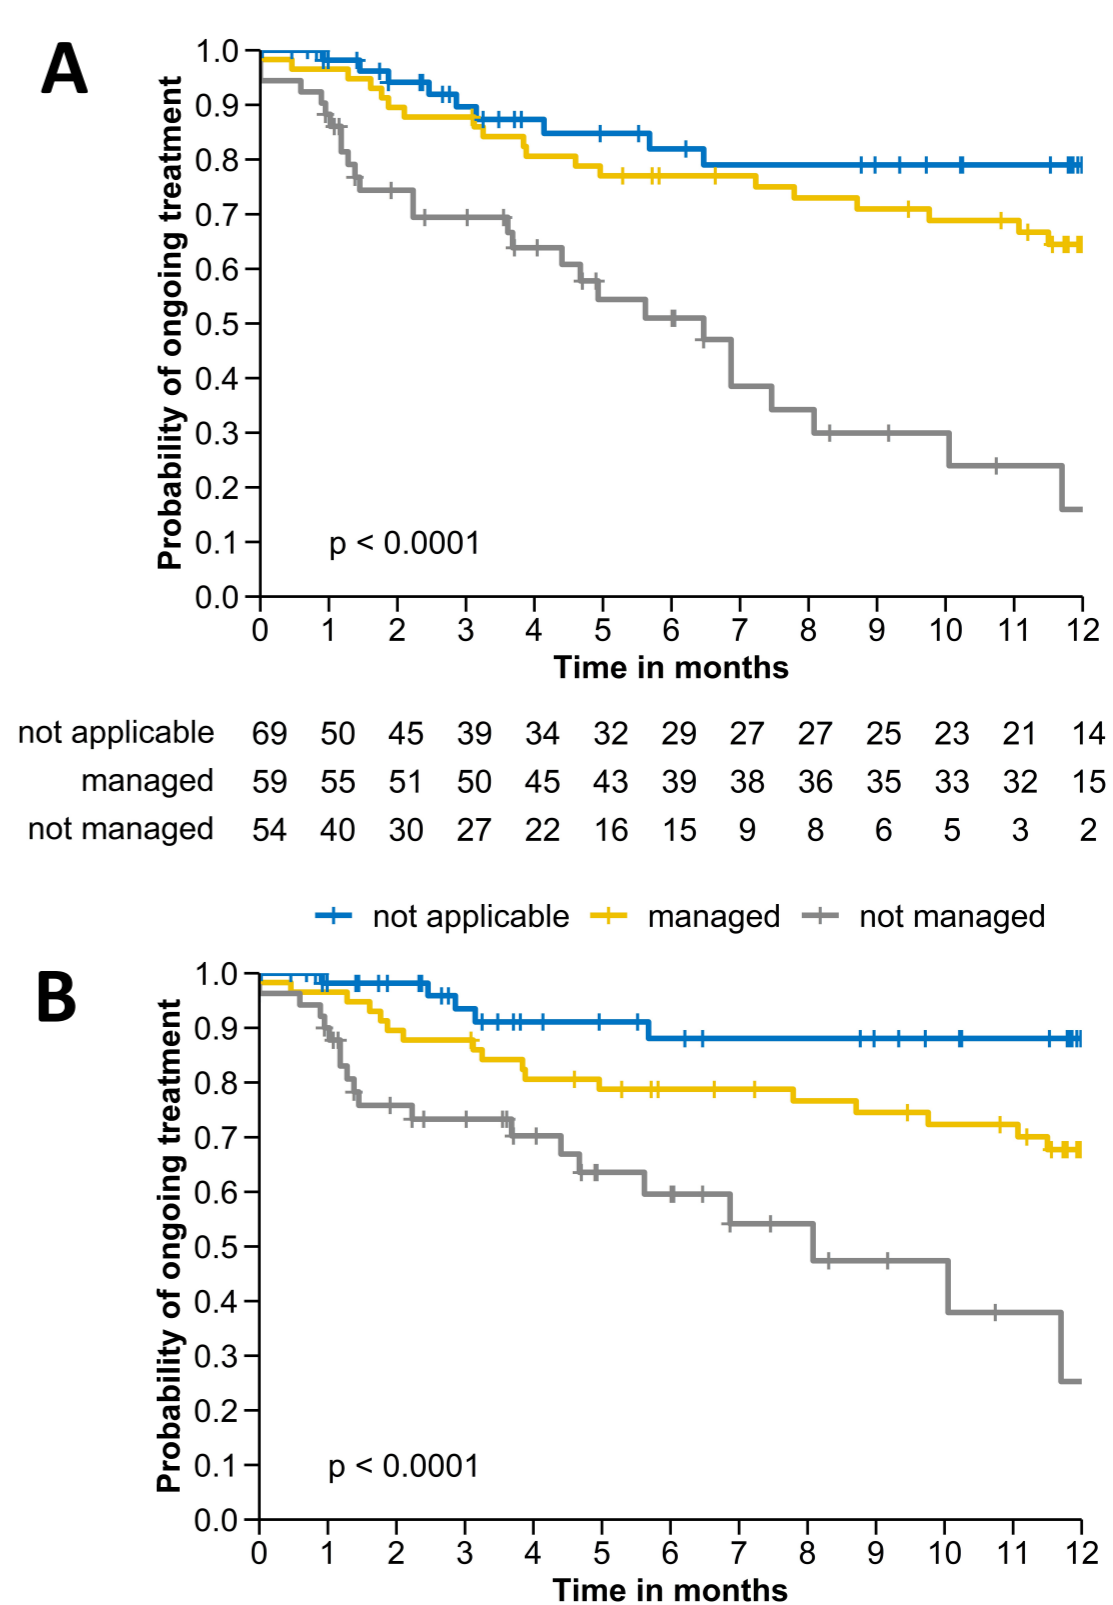 A
Probability of ongoing treatment
1.0
0.9
0.8
0.7
0.6
0.5
0.4
0.3
0.2
0.1
0.0
p < 0.0001
0 1 2 3 4 5 6 7 8 9 10 11 12
Time in months
not applicable 69 50 45 39 34 32 29 27 27 25 23 21 14
managed 59 55 51 50 45 43 39 38 36 35 33 32 15
not managed 54 40 30 27 22 16 15 9 8 6 5 3 2
not applicable managed not managed
B
Probability of ongoing treatment
1.0
0.9
0.8
0.7
0.6
0.5
0.4
0.3
0.2
0.1
0.0
p < 0.0001
0 1 2 3 4 5 6 7 8 9 10 11 12
Time in months